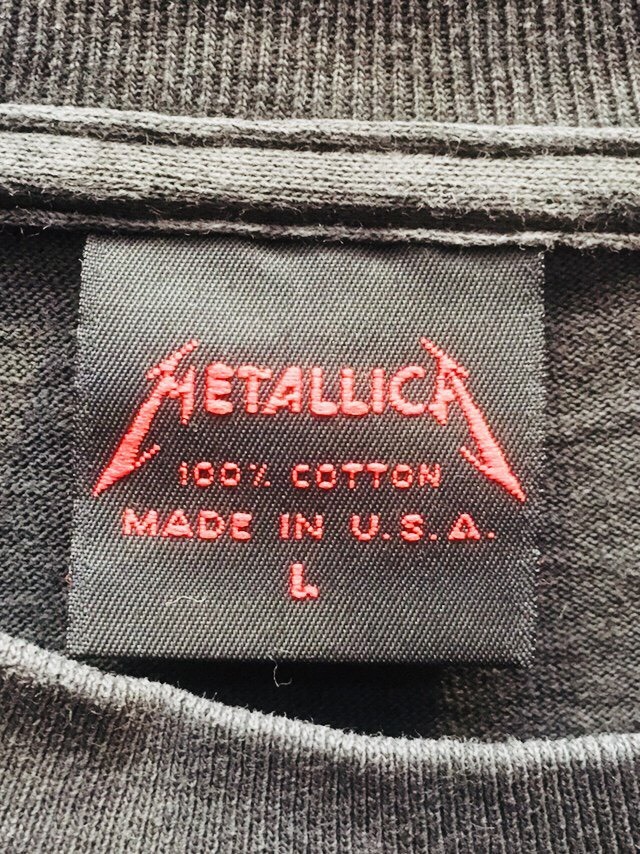 METALLICA
100% COTTON
MADE IN U.S.A.
L